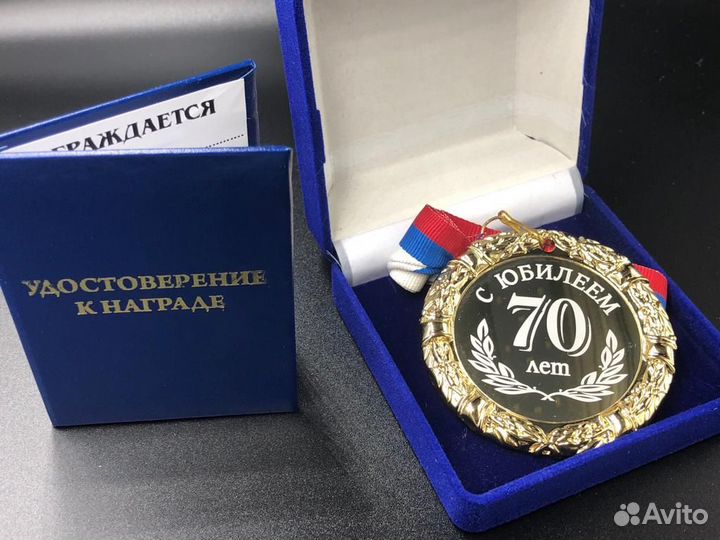 ГРАЖДАЕТСЯ
УДОСТОВЕРЕНИЕ
К НАГРАДЕ
С ЮБИЛЕЕМ
70
лет
Avito